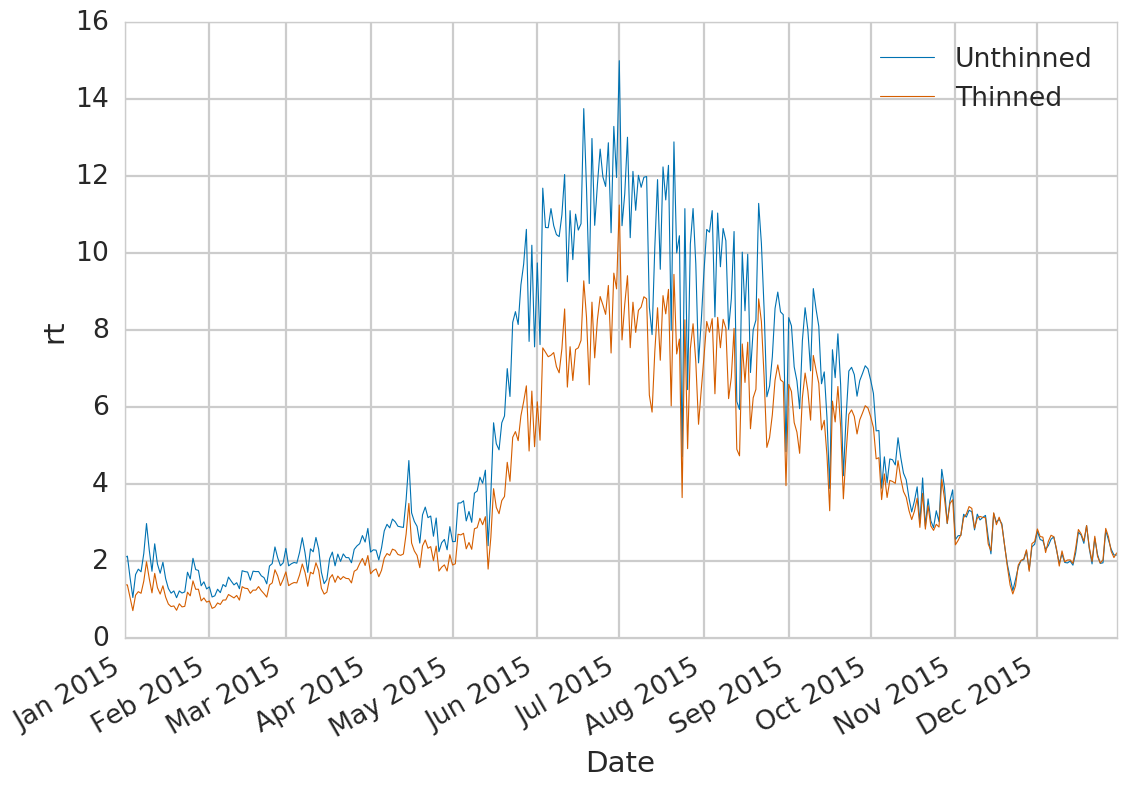 16
14
12
10
8
6
4
2
0
rt
Unthinned
Thinned
Jan 2015
Feb 2015
Mar 2015
Apr 2015
May 2015
Jun 2015
Jul 2015
Aug 2015
Sep 2015
Oct 2015
Nov 2015
Dec 2015
Date